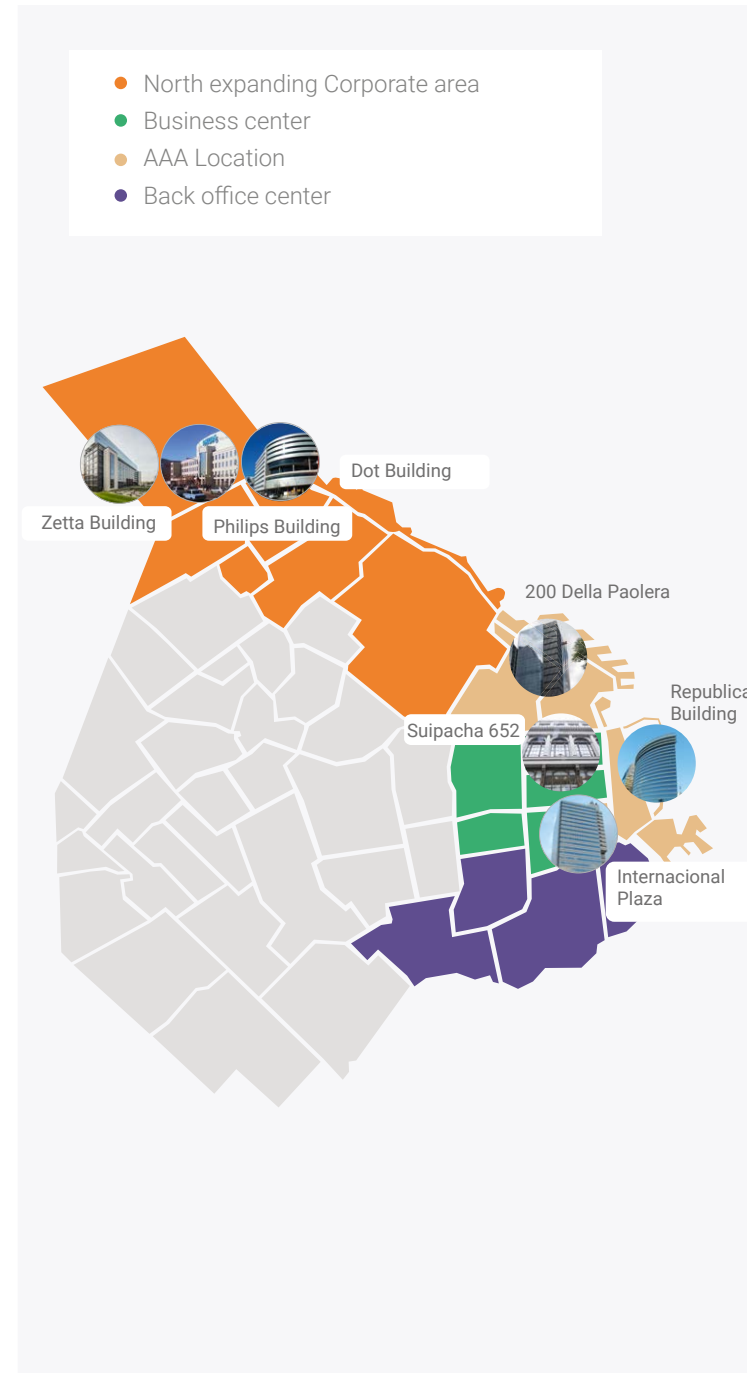 North expanding Corporate area
Business center
AAA Location
Back office center
Dot Building
Zetta Building
Philips Building
200 Della Paolera
Republica
Building
Suipacha 652
Internacional
Plaza